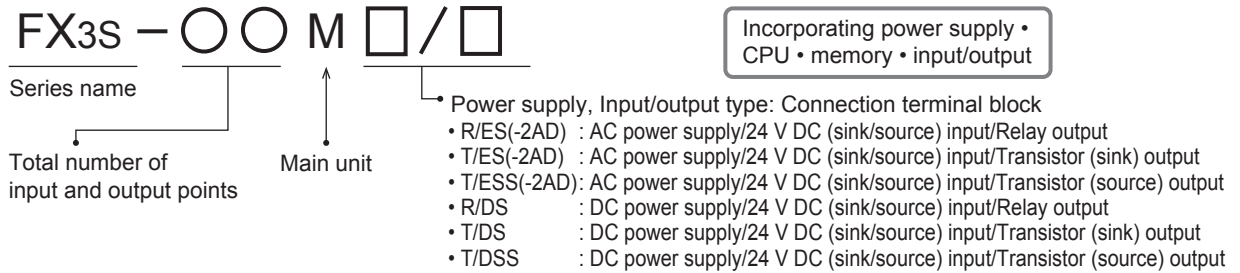 FX3S – ○○ M □/□
Incorporating power supply •
CPU • memory • input/output
Series name
Total number of
input and output points
Main unit
Power supply, Input/output type: Connection terminal block
• R/ES(-2AD) : AC power supply/24 V DC (sink/source) input/Relay output
• T/ES(-2AD) : AC power supply/24 V DC (sink/source) input/Transistor (sink) output
• T/ESS(-2AD): AC power supply/24 V DC (sink/source) input/Transistor (source) output
• R/DS : DC power supply/24 V DC (sink/source) input/Relay output
• T/DS : DC power supply/24 V DC (sink/source) input/Transistor (sink) output
• T/DSS : DC power supply/24 V DC (sink/source) input/Transistor (source) output